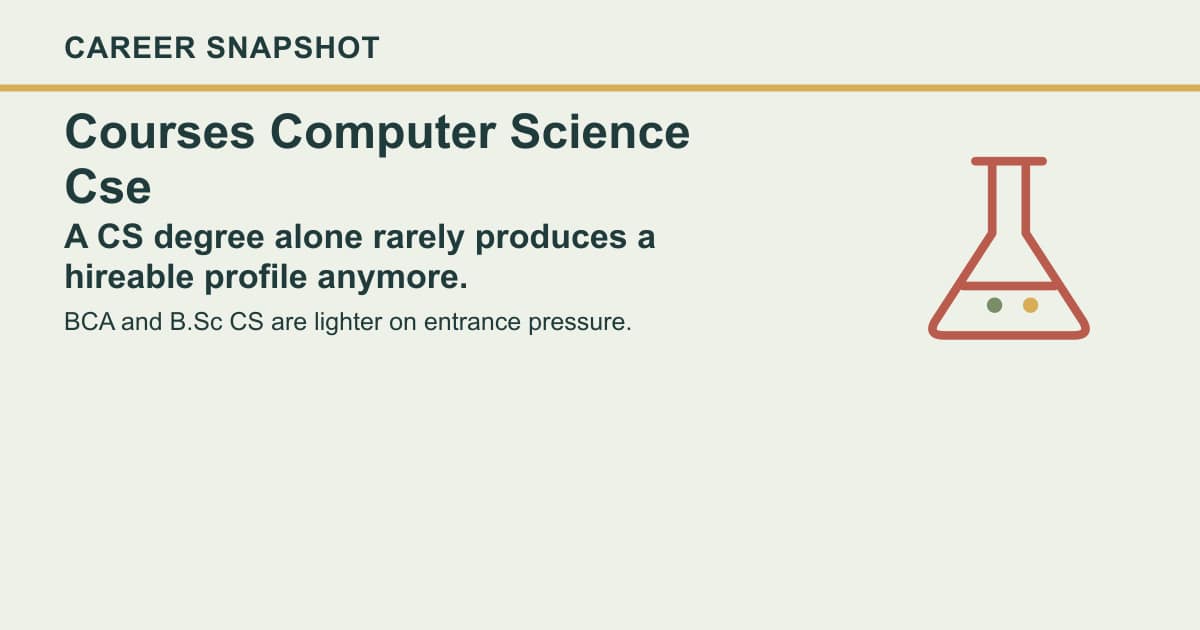 CAREER SNAPSHOT
Courses Computer Science
Cse
A CS degree alone rarely produces a
hireable profile anymore.
BCA and B.Sc CS are lighter on entrance pressure.